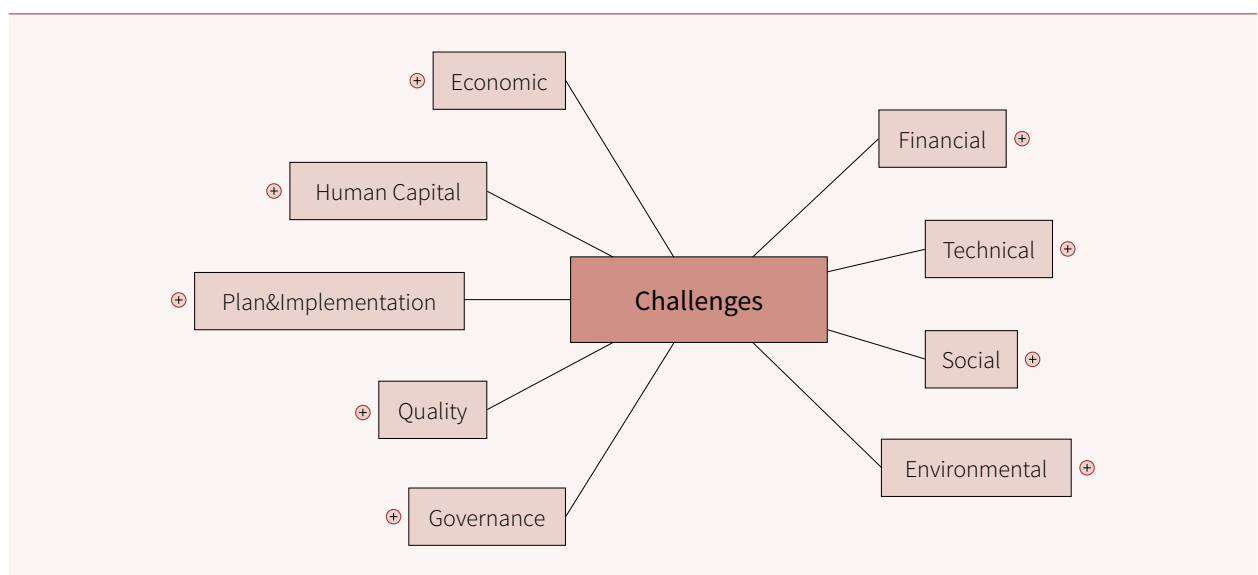 Economic
Financial
Human Capital
Technical
Plan&Implementation
Challenges
Social
Quality
Environmental
Governance